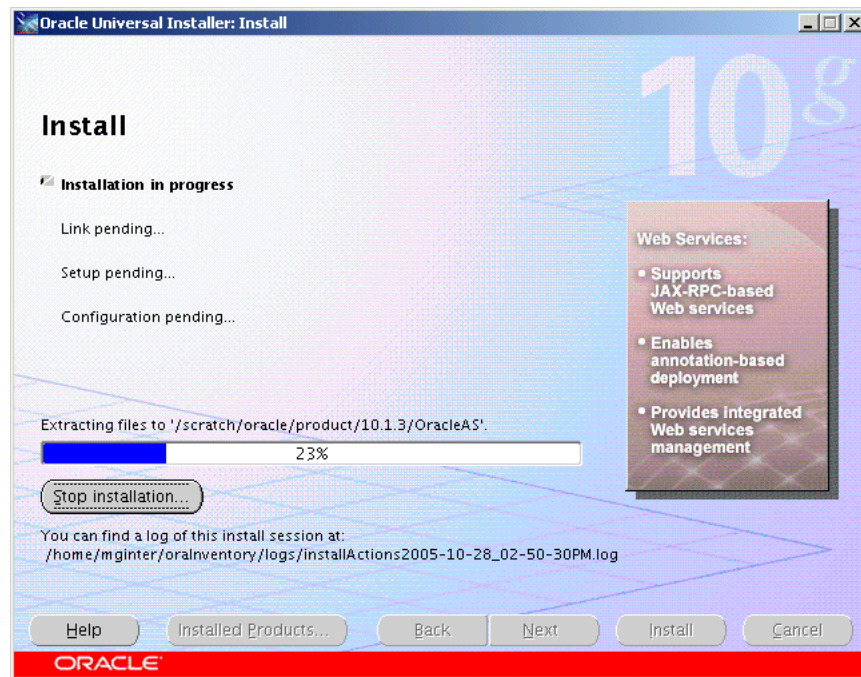 Oracle Universal Installer: Install
10g
Install
Installation in progress
Link pending...
Setup pending...
Configuration pending...
Web Services:
• Supports
JAX-RPC-based
Web services
• Enables
annotation-based
deployment
• Provides integrated
Web services
management
Extracting files to '/scratch/oracle/product/10.1.3/OracleAS'.
23%
Stop installation...
You can find a log of this install session at:
/home/mginter/oraInventory/logs/installActions2005-10-28_02-50-30PM.log
Help
Installed Products...
Back
Next
Install
Cancel
ORACLE